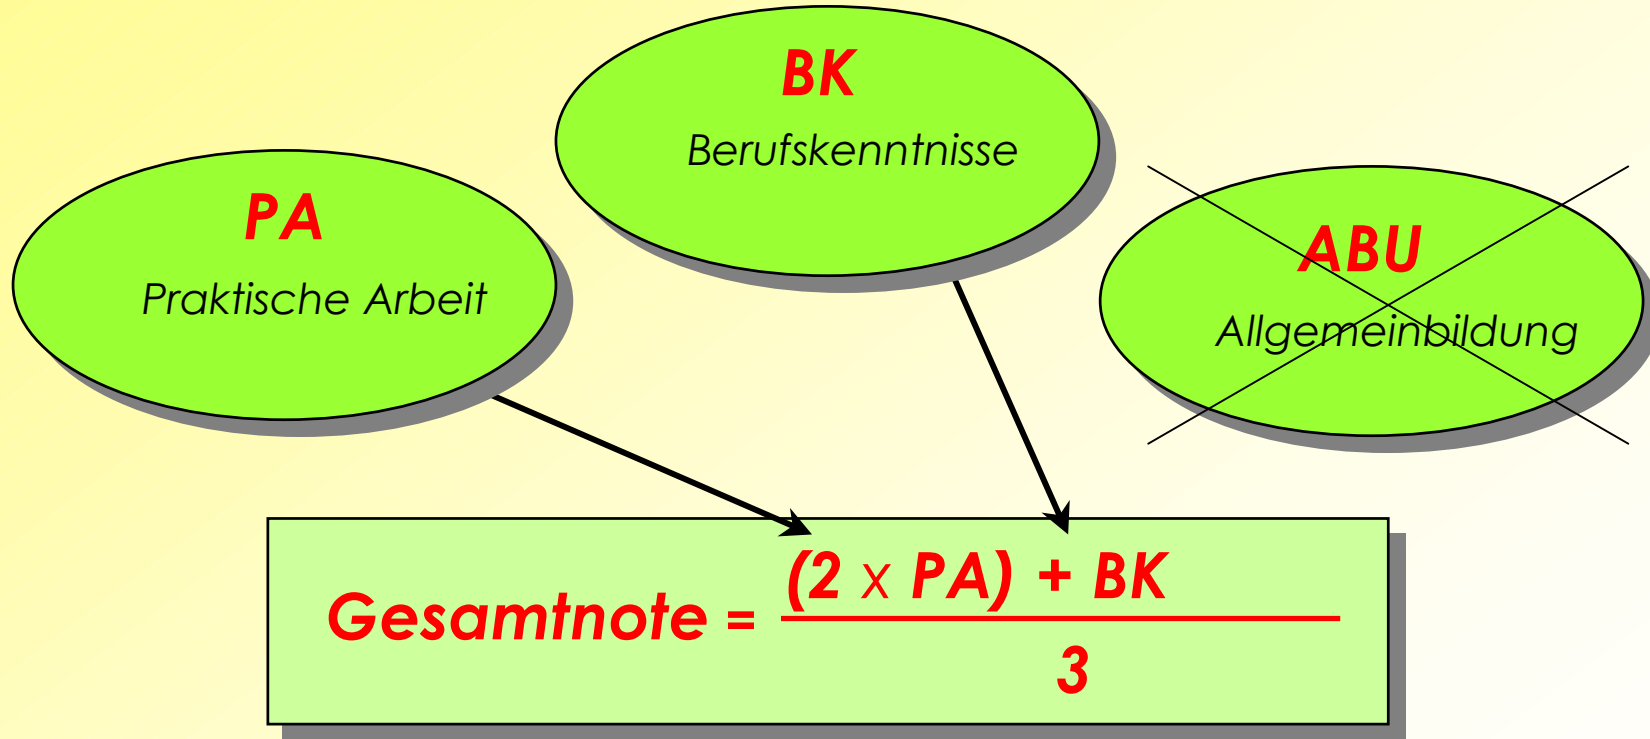 BK
Berufskenntnisse
PA
Praktische Arbeit
ABU
Allgemeinbildung
Gesamtnote = (2 x PA) + BK
3